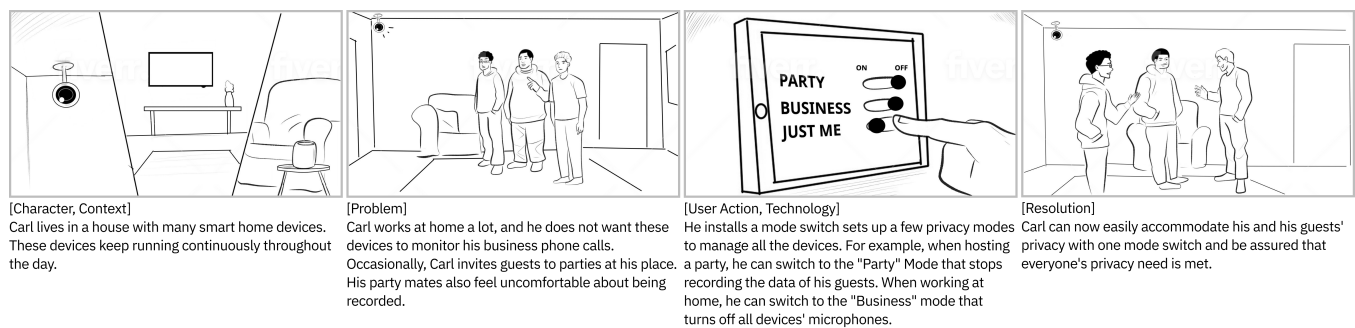 [Character, Context]
Carl lives in a house with many smart home devices.
These devices keep running continuously throughout
the day.
[Problem]
Carl works at home a lot, and he does not want these
devices to monitor his business phone calls.
Occasionally, Carl invites guests to parties at his place.
His party mates also feel uncomfortable about being
recorded.
ON OFF
PARTY
BUSINESS
JUST ME
[User Action, Technology]
He installs a mode switch sets up a few privacy modes
to manage all the devices. For example, when hosting
a party, he can switch to the "Party" Mode that stops
recording the data of his guests. When working at
home, he can switch to the "Business" mode that
turns off all devices' microphones.
[Resolution]
Carl can now easily accommodate his and his guests'
privacy with one mode switch and be assured that
everyone's privacy need is met.